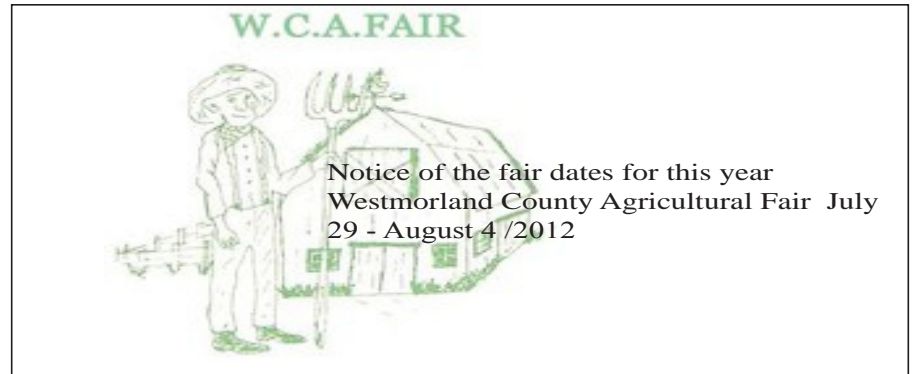 W.C.A.FAIR
Notice of the fair dates for this year
Westmorland County Agricultural Fair  July
29 - August 4 /2012